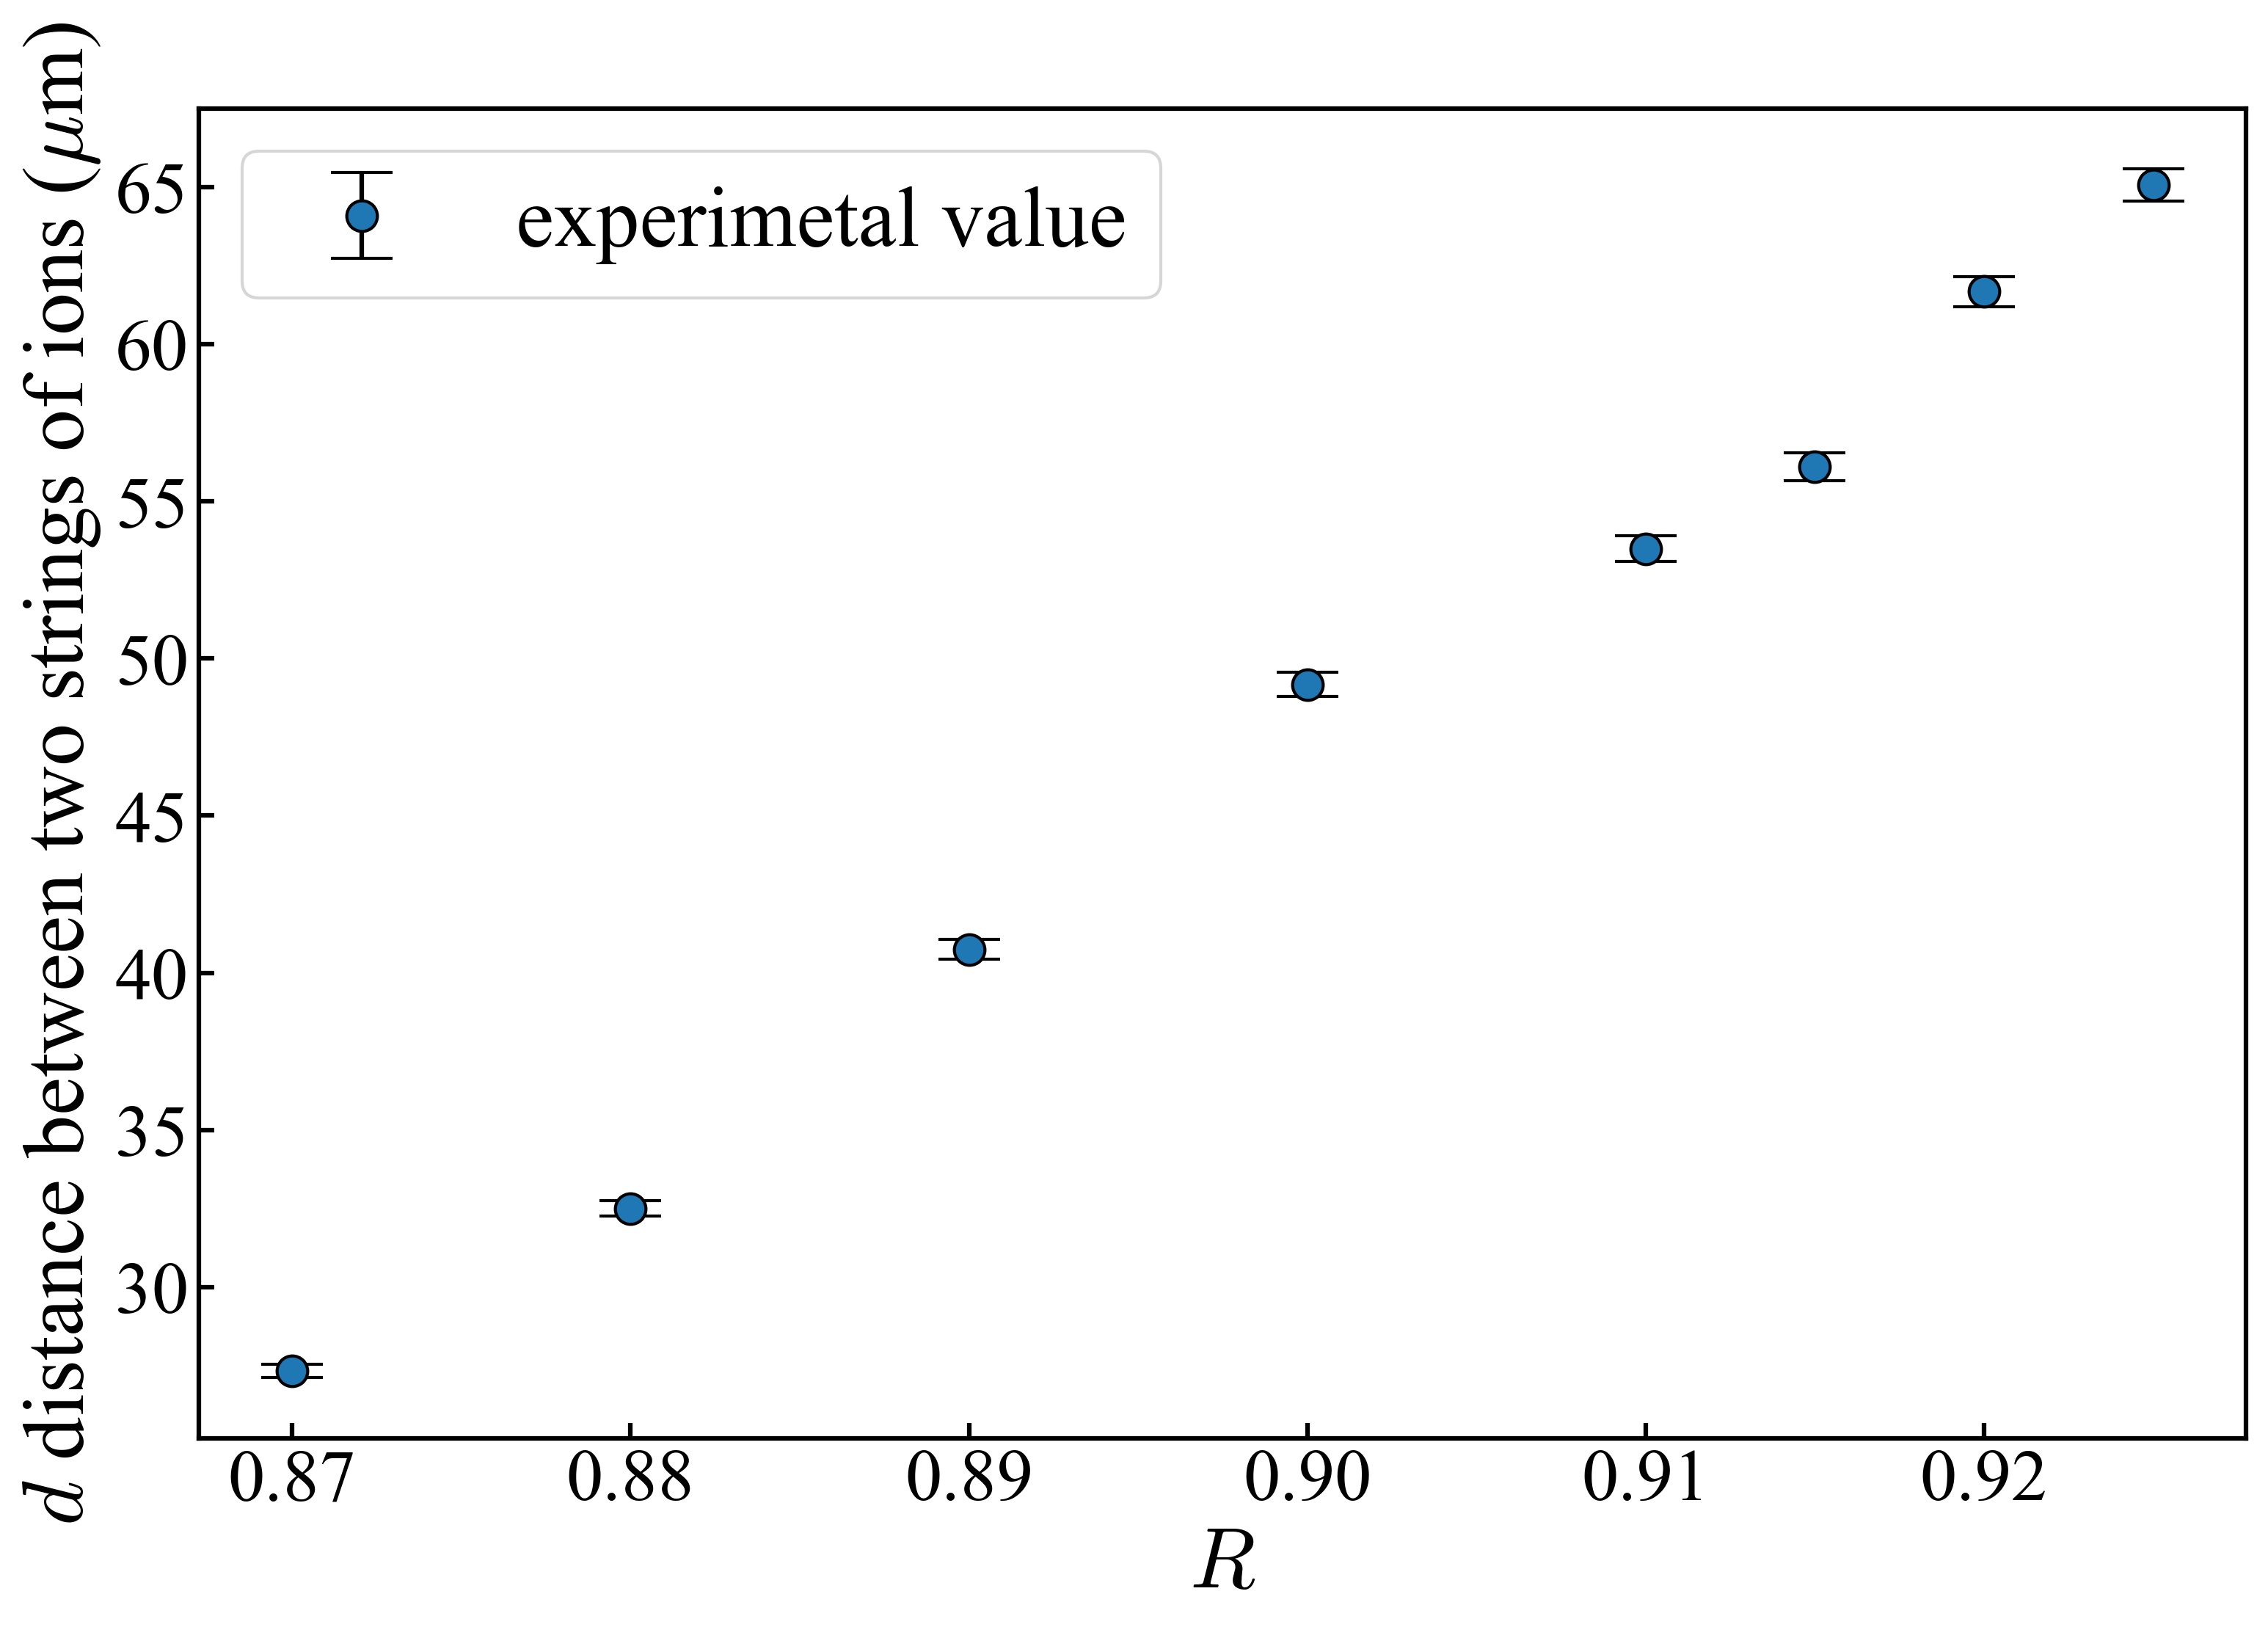 d distance between two strings of ions (μm)
65
60
55
50
45
40
35
30
experimetal value
0.87 0.88 0.89 0.90 0.91 0.92
R